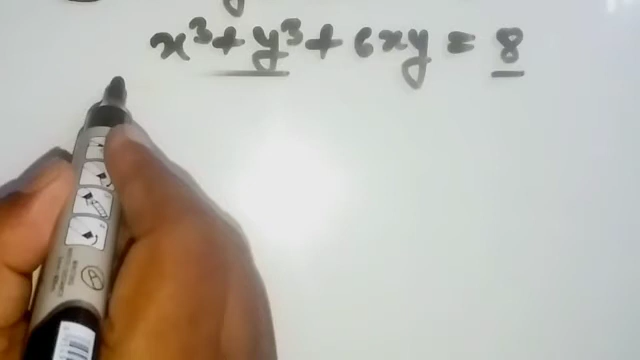 x³ + y³ + 6xy = 8